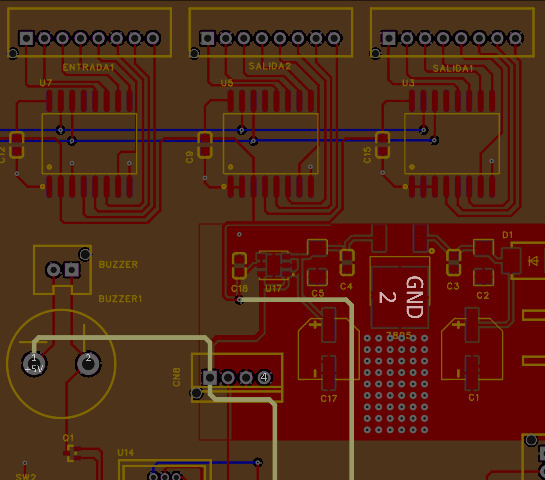 ENTRADA1
SALIDA2
SALIDA1
U7
U5
U3
C12
C9
C15
D1
BUZZER
C18
U17
C4
C3
C5
C2
GND
2
BUZZER1
7805
1
+5V
2
CN8
4
C17
C1
Q1
U14
SW2